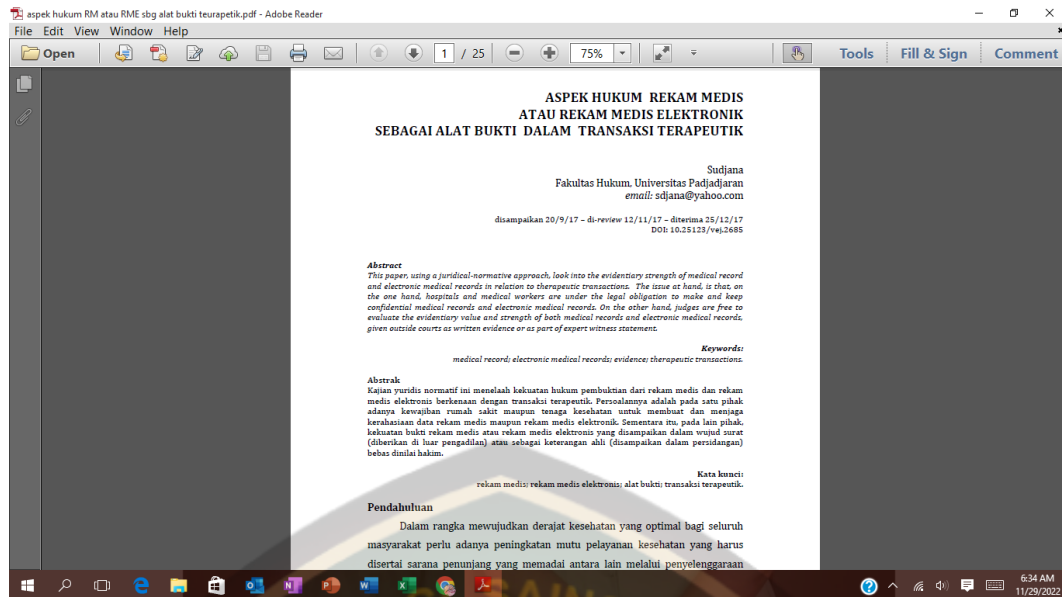 aspek hukum RM atau RME sbg alat bukti teurapetik.pdf - Adobe Reader
File Edit View Window Help
Open 1 / 25 75% Tools Fill & Sign Comment
ASPEK HUKUM REKAM MEDIS
ATAU REKAM MEDIS ELEKTRONIK
SEBAGAI ALAT BUKTI DALAM TRANSAKSI TERAPEUTIK
Sudjana
Fakultas Hukum, Universitas Padjadjaran
email: sdjana@yahoo.com
disampaikan 20/9/17 – di-review 12/11/17 – diterima 25/12/17
DOI: 10.25123/vej.2685
Abstract
This paper, using a juridical-normative approach, look into the evidentiary strength of medical record
and electronic medical records in relation to therapeutic transactions. The issue at hand, is that, on
the one hand, hospitals and medical workers are under the legal obligation to make and keep
confidential medical records and electronic medical records. On the other hand, judges are free to
evaluate the evidentiary value and strength of both medical records and electronic medical records,
given outside courts as written evidence or as part of expert witness statement.
Keywords:
medical record; electronic medical records; evidence; therapeutic transactions.
Abstrak
Kajian yuridis normatif ini menelaah kekuatan hukum pembuktian dari rekam medis dan rekam
medis elektronis berkenaan dengan transaksi terapeutik. Persoalannya adalah pada satu pihak
adanya kewajiban rumah sakit maupun tenaga kesehatan untuk membuat dan menjaga
kerahasiaan data rekam medis maupun rekam medis elektronik. Sementara itu, pada lain pihak,
kekuatan bukti rekam medis atau rekam medis elektronis yang disampaikan dalam wujud surat
(diberikan di luar pengadilan) atau sebagai keterangan ahli (disampaikan dalam persidangan)
bebas dinilai hakim.
Kata kunci:
rekam medis; rekam medis elektronis; alat bukti; transaksi terapeutik.
Pendahuluan
Dalam rangka mewujudkan derajat kesehatan yang optimal bagi seluruh
masyarakat perlu adanya peningkatan mutu pelayanan kesehatan yang harus
disertai sarana penunjang yang memadai antara lain melalui penyelenggaraan
6:34 AM
11/29/2022